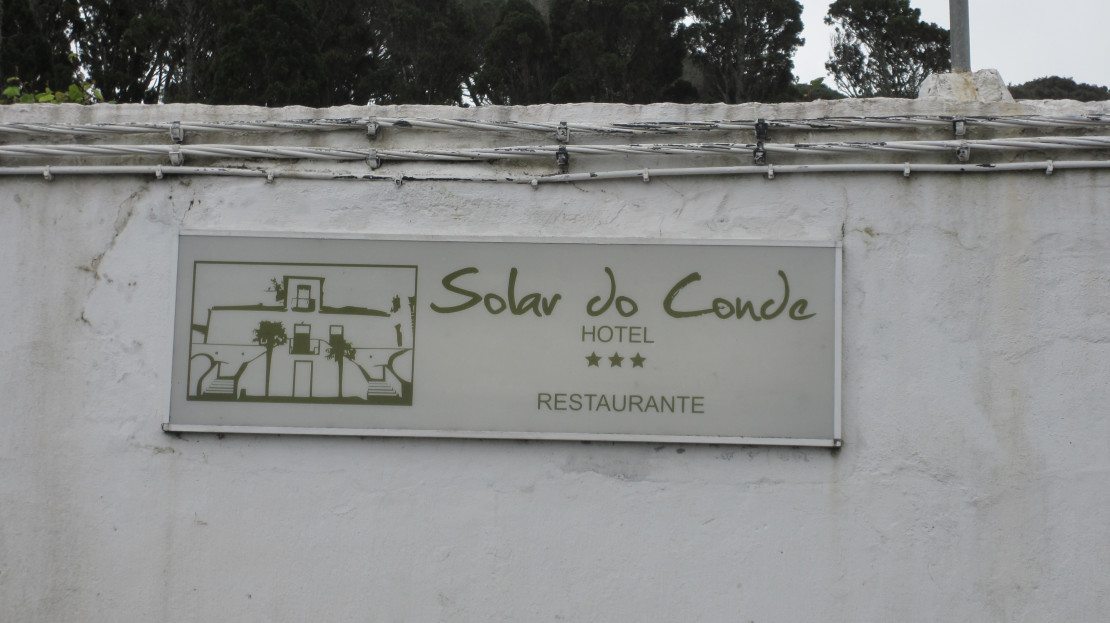 Solar do Conde
HOTEL
★★★
RESTAURANTE